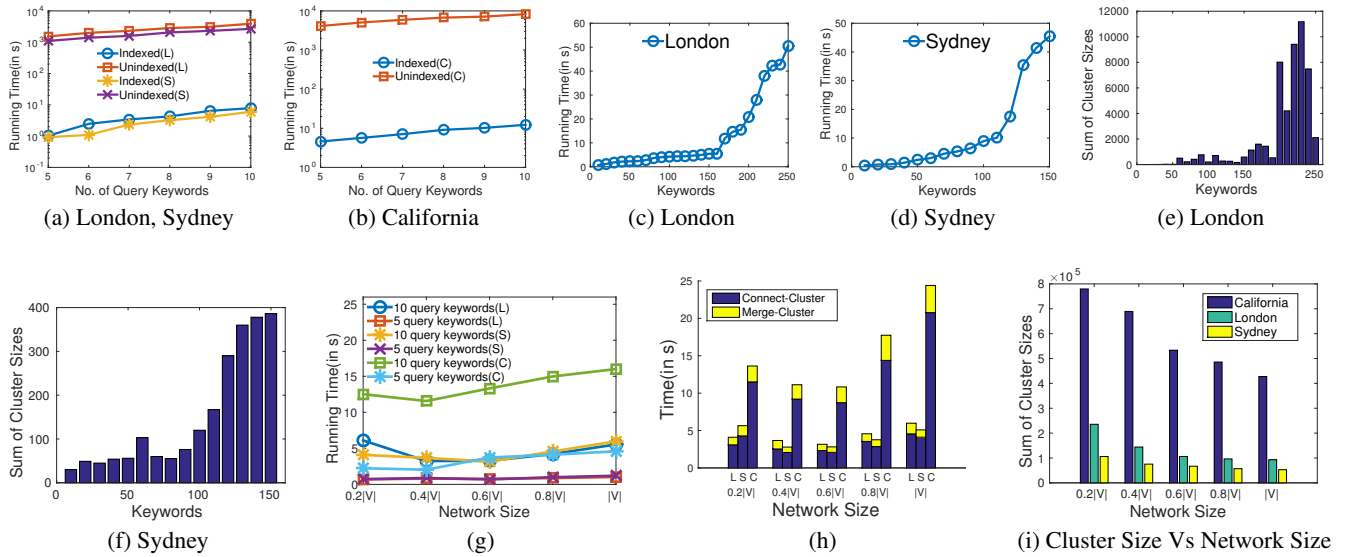 10^4
10^3
10^2
10^1
10^0
10^-1
Running Time(in s)
Indexed(L)
Unindexed(L)
Indexed(S)
Unindexed(S)
5 6 7 8 9 10
No. of Query Keywords
(a) London, Sydney
10^4
10^3
10^2
10^1
10^0
Running Time(in s)
Indexed(C)
Unindexed(C)
5 6 7 8 9 10
No. of Query Keywords
(b) California
60
50
40
30
20
10
0
Running Time(in s)
London
0 50 100 150 200 250
Keywords
(c) London
50
40
30
20
10
0
Running Time(in s)
Sydney
0 50 100 150
Keywords
(d) Sydney
12000
10000
8000
6000
4000
2000
0
Sum of Cluster Sizes
0 50 100 150 200 250
Keywords
(e) London
400
300
200
100
0
Sum of Cluster Sizes
0 50 100 150
Keywords
(f) Sydney
25
20
15
10
5
0
Running Time(in s)
10 query keywords(L)
5 query keywords(L)
10 query keywords(S)
5 query keywords(S)
10 query keywords(C)
5 query keywords(C)
0.2|V| 0.4|V| 0.6|V| 0.8|V| |V|
Network Size
(g)
25
20
15
10
5
0
Time(in s)
Connect-Cluster
Merge-Cluster
L S C L S C L S C L S C L S C
0.2|V| 0.4|V| 0.6|V| 0.8|V| |V|
Network Size
(h)
×10^5
8
7
6
5
4
3
2
1
0
Sum of Cluster Sizes
California
London
Sydney
0.2|V| 0.4|V| 0.6|V| 0.8|V| |V|
Network Size
(i) Cluster Size Vs Network Size